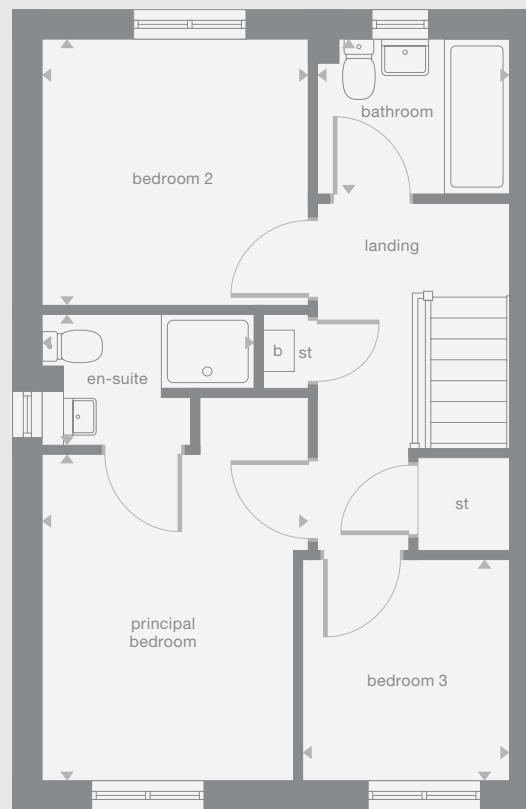 bathroom
bedroom 2
landing
b
st
en-suite
st
principal
bedroom
bedroom 3